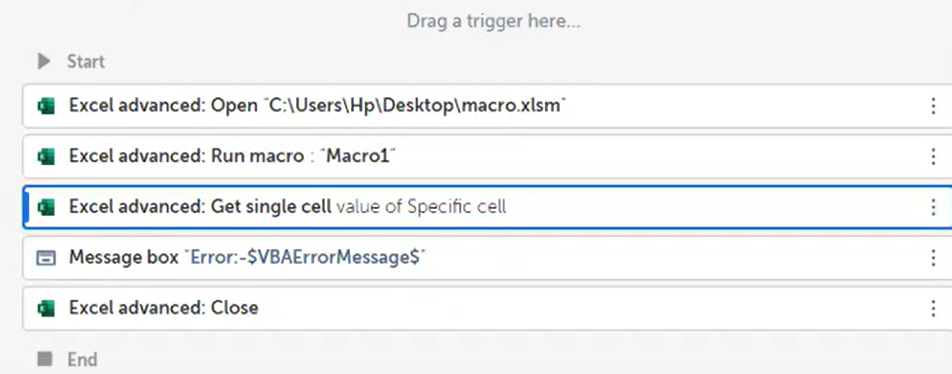 Drag a trigger here...
Start
Excel advanced: Open "C:\Users\Hp\Desktop\macro.xlsm"
Excel advanced: Run macro : "Macro1"
Excel advanced: Get single cell value of Specific cell
Message box "Error:-$VBAErrorMessage$"
Excel advanced: Close
End